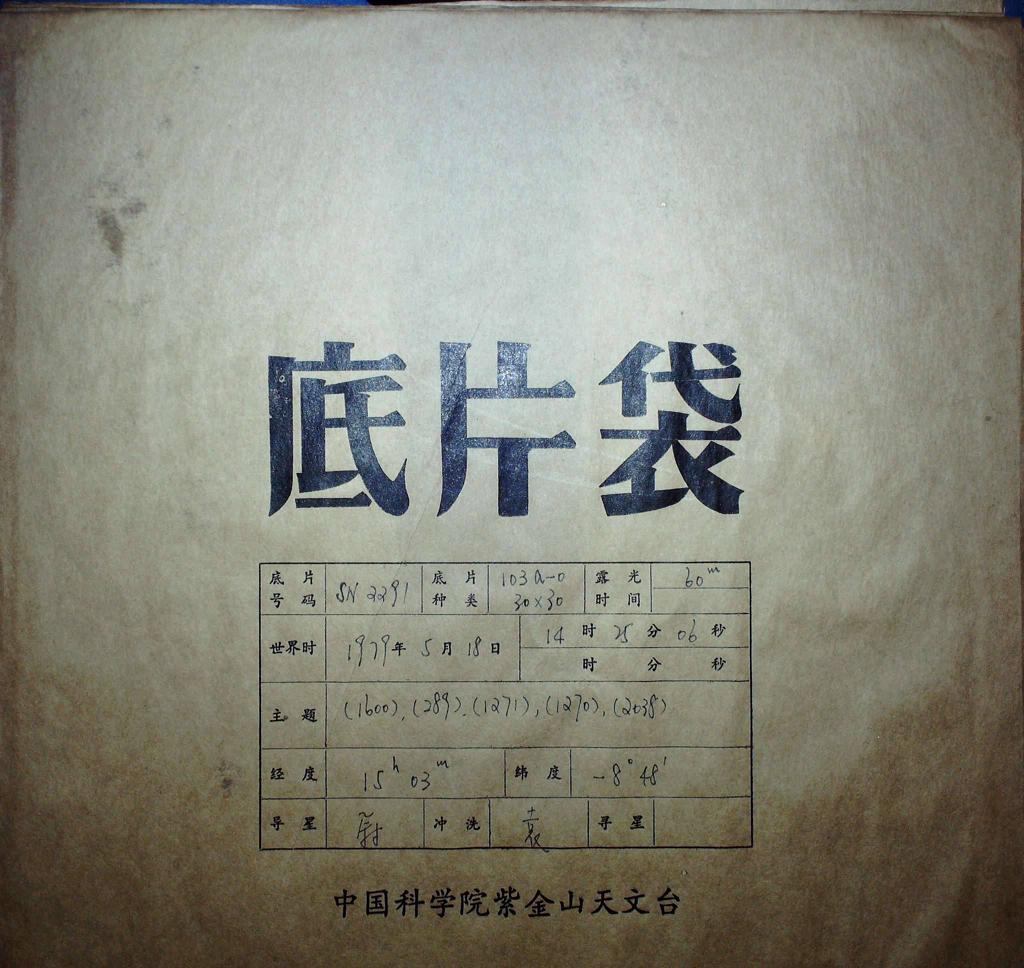 底片袋
底片号码 SN 2291 底片种类 103a-0 30×30 露光时间 60m
世界时 1979年 5月 18日 14时 25分 06秒
时 分 秒
主题 (1600), (289), (1271), (1270), (2038)
经度 15h 03m 纬度 -8° 48'
导星 冲洗 袁 寻星
中国科学院紫金山天文台